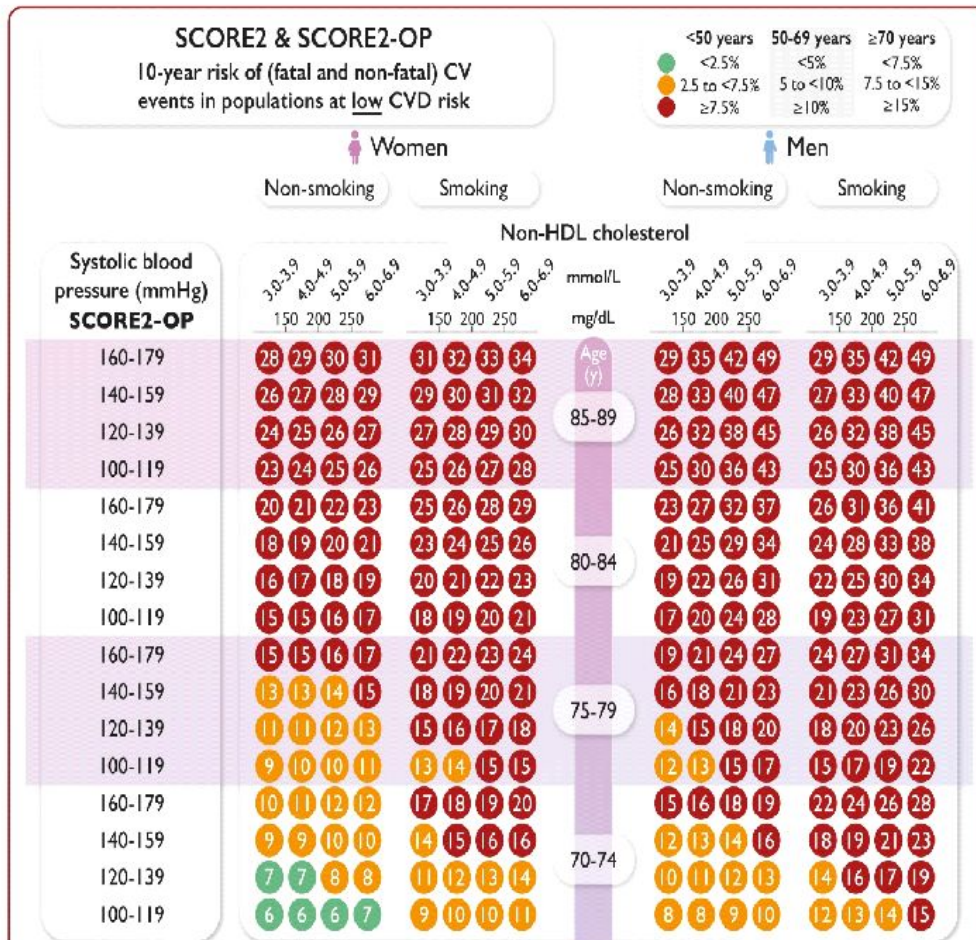 SCORE2 & SCORE2-OP
10-year risk of (fatal and non-fatal) CV
events in populations at low CVD risk
<50 years 50-69 years ≥70 years
<2.5% <5% <7.5%
2.5 to <7.5% 5 to <10% 7.5 to <15%
≥7.5% ≥10% ≥15%
Women Men
Non-smoking Smoking Non-smoking Smoking
Non-HDL cholesterol
Systolic blood
pressure (mmHg)
SCORE2-OP
3.0-3.9 4.0-4.9 5.0-5.9 6.0-6.9 3.0-3.9 4.0-4.9 5.0-5.9 6.0-6.9 mmol/L 3.0-3.9 4.0-4.9 5.0-5.9 6.0-6.9 3.0-3.9 4.0-4.9 5.0-5.9 6.0-6.9
150 200 250 150 200 250 mg/dL 150 200 250 150 200 250
Age
(y)
160-179 28 29 30 31 31 32 33 34 29 35 42 49 29 35 42 49
140-159 26 27 28 29 29 30 31 32 28 33 40 47 27 33 40 47
85-89
120-139 24 25 26 27 27 28 29 30 26 32 38 45 26 32 38 45
100-119 23 24 25 26 25 26 27 28 25 30 36 43 25 30 36 43
160-179 20 21 22 23 25 26 28 29 23 27 32 37 26 31 36 41
140-159 18 19 20 21 23 24 25 26 21 25 29 34 24 28 33 38
80-84
120-139 16 17 18 19 20 21 22 23 19 22 26 31 22 25 30 34
100-119 15 15 16 17 18 19 20 21 17 20 24 28 19 23 27 31
160-179 15 15 16 17 21 22 23 24 19 21 24 27 24 27 31 34
140-159 13 13 14 15 18 19 20 21 16 18 21 23 21 23 26 30
75-79
120-139 11 11 12 13 15 16 17 18 14 15 18 20 18 20 23 26
100-119 9 10 10 11 13 14 15 15 12 13 15 17 15 17 19 22
160-179 10 11 12 12 17 18 19 20 15 16 18 19 22 24 26 28
140-159 9 9 10 10 14 15 16 16 12 13 14 16 18 19 21 23
70-74
120-139 7 7 8 8 11 12 13 14 10 11 12 13 14 16 17 19
100-119 6 6 6 7 9 10 10 11 8 8 9 10 12 13 14 15